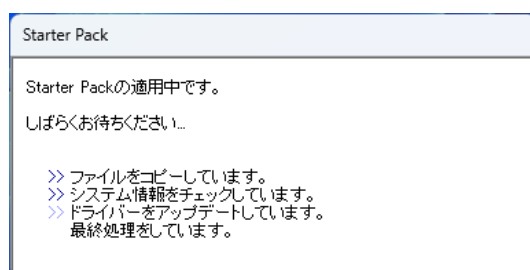 Starter Pack
Starter Packの適用中です。
しばらくお待ちください...
>> ファイルをコピーしています。
>> システム情報をチェックしています。
>> ドライバーをアップデートしています。
最終処理をしています。